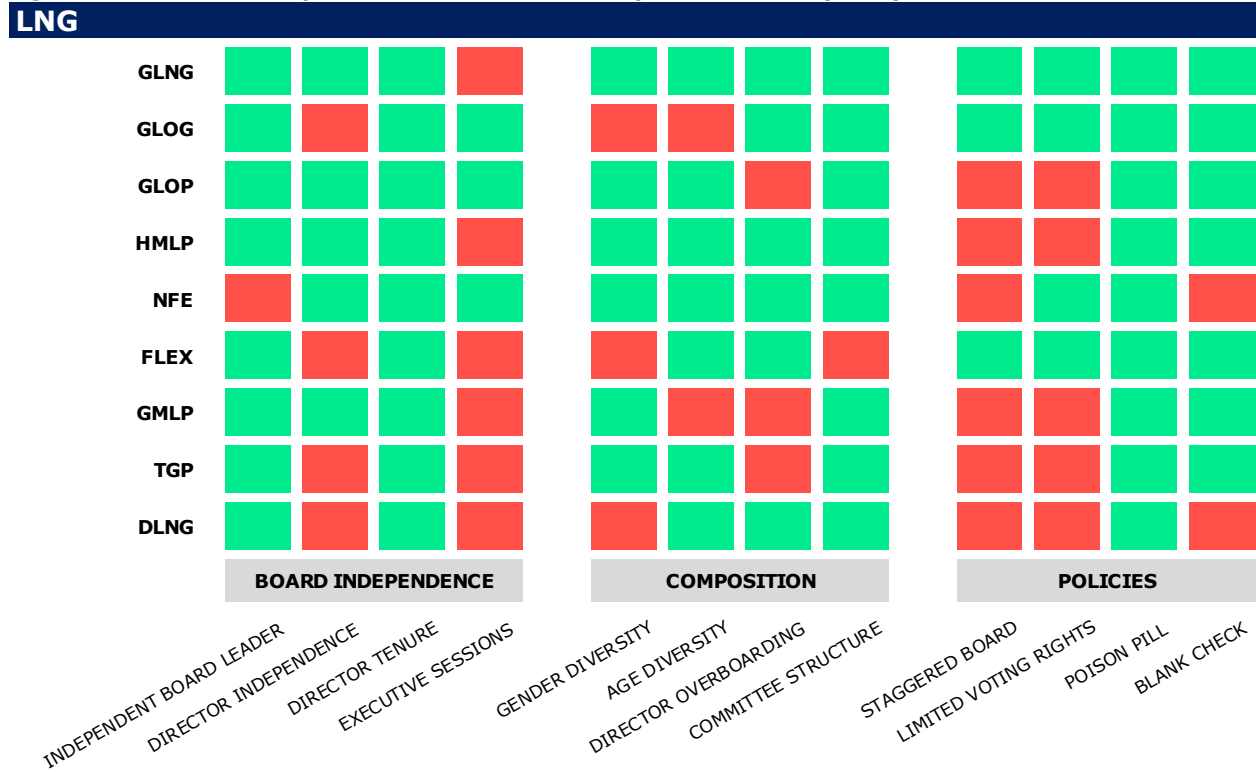 LNG
GLNG
GLOG
GLOP
HMLP
NFE
FLEX
GMLP
TGP
DLNG
BOARD INDEPENDENCE
COMPOSITION
POLICIES
INDEPENDENT BOARD LEADER
DIRECTOR INDEPENDENCE
DIRECTOR TENURE
EXECUTIVE SESSIONS
GENDER DIVERSITY
AGE DIVERSITY
DIRECTOR OVERBOARDING
COMMITTEE STRUCTURE
STAGGERED BOARD
LIMITED VOTING RIGHTS
POISON PILL
BLANK CHECK